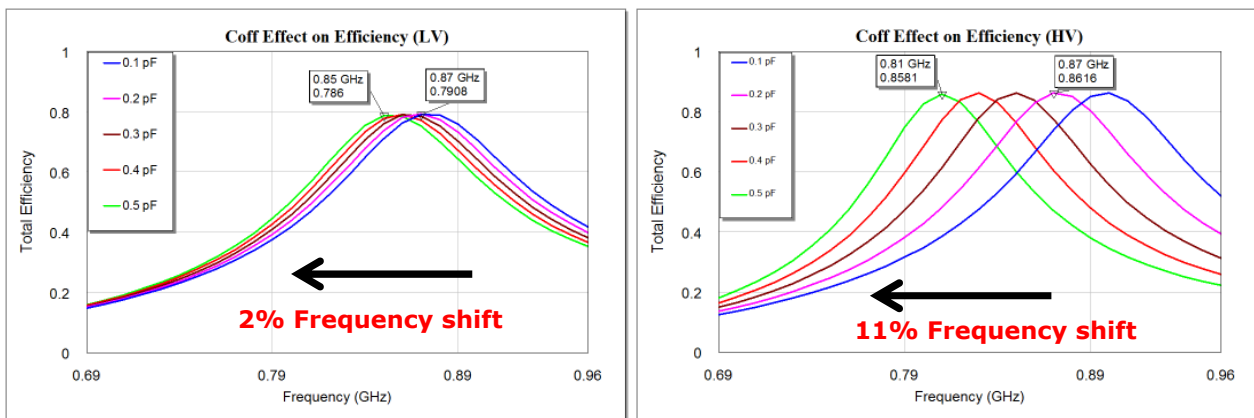 Coff Effect on Efficiency (LV)
1
0.8
0.6
0.4
0.2
0
Total Efficiency
0.1 pF
0.2 pF
0.3 pF
0.4 pF
0.5 pF
0.85 GHz
0.786
0.87 GHz
0.7908
2% Frequency shift
0.69
0.79
0.89
0.96
Frequency (GHz)
Coff Effect on Efficiency (HV)
1
0.8
0.6
0.4
0.2
0
Total Efficiency
0.1 pF
0.2 pF
0.3 pF
0.4 pF
0.5 pF
0.81 GHz
0.8581
0.87 GHz
0.8616
11% Frequency shift
0.69
0.79
0.89
0.96
Frequency (GHz)